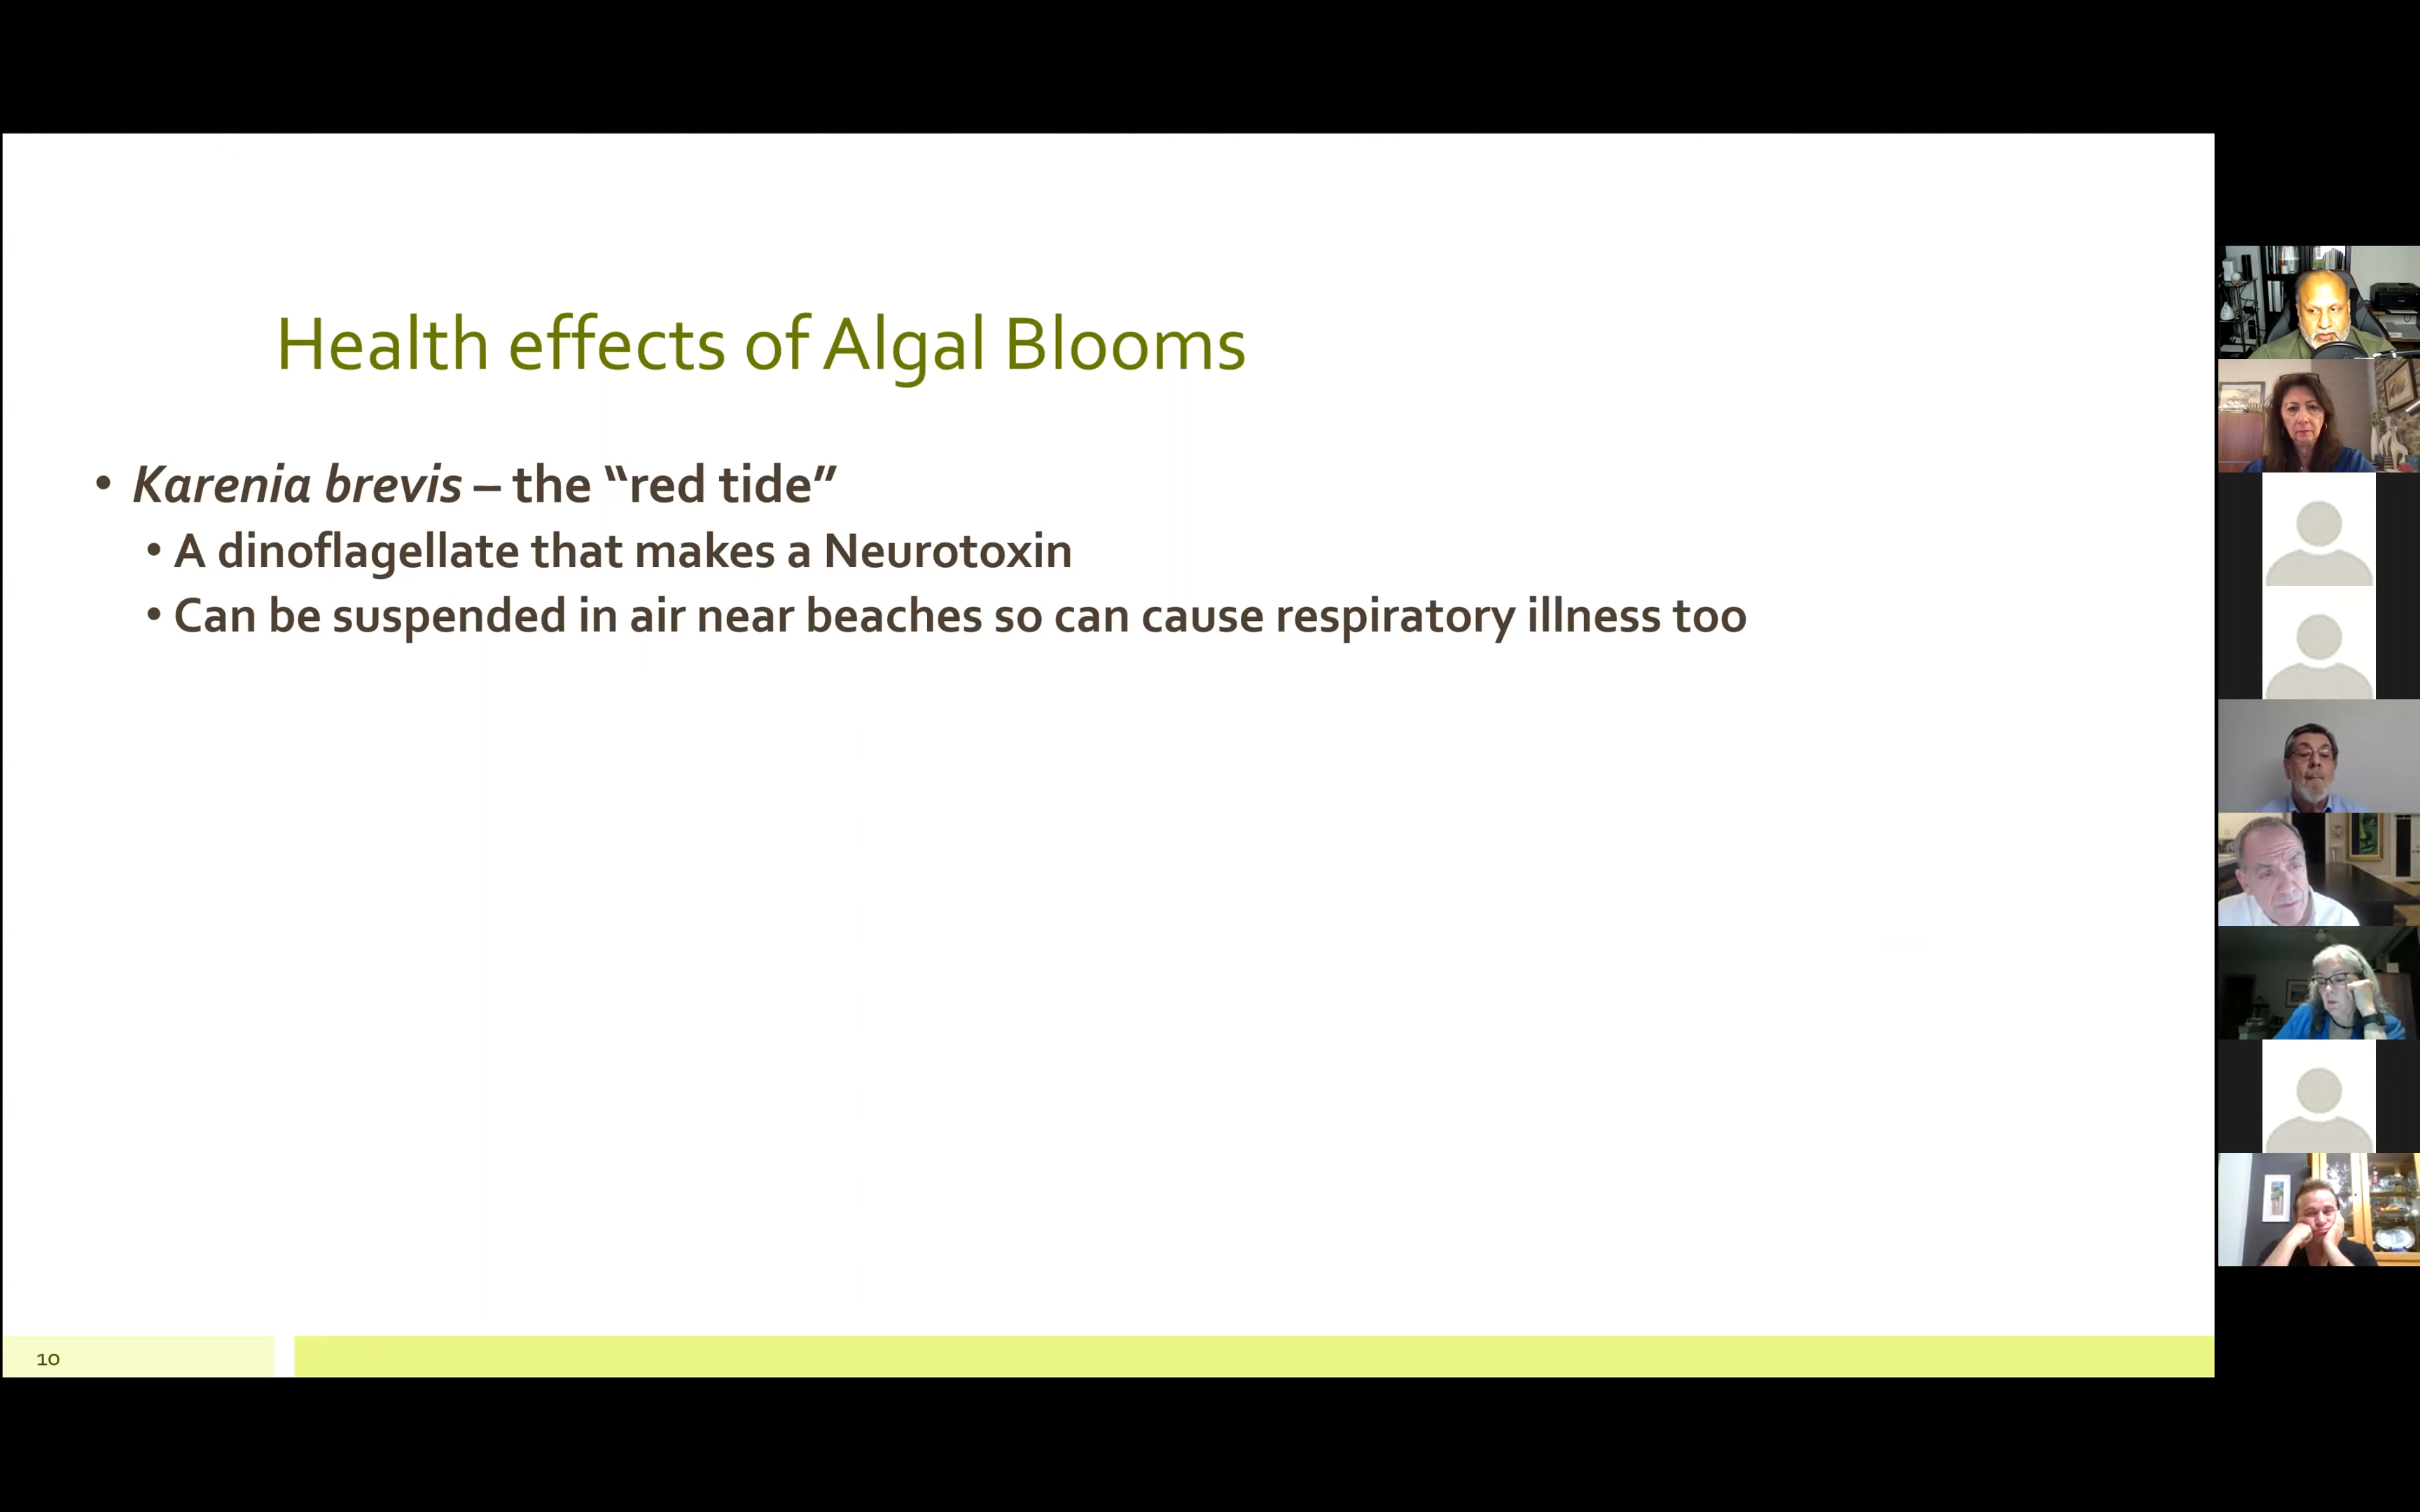 Health effects of Algal Blooms
• Karenia brevis – the “red tide”
• A dinoflagellate that makes a Neurotoxin
• Can be suspended in air near beaches so can cause respiratory illness too
10